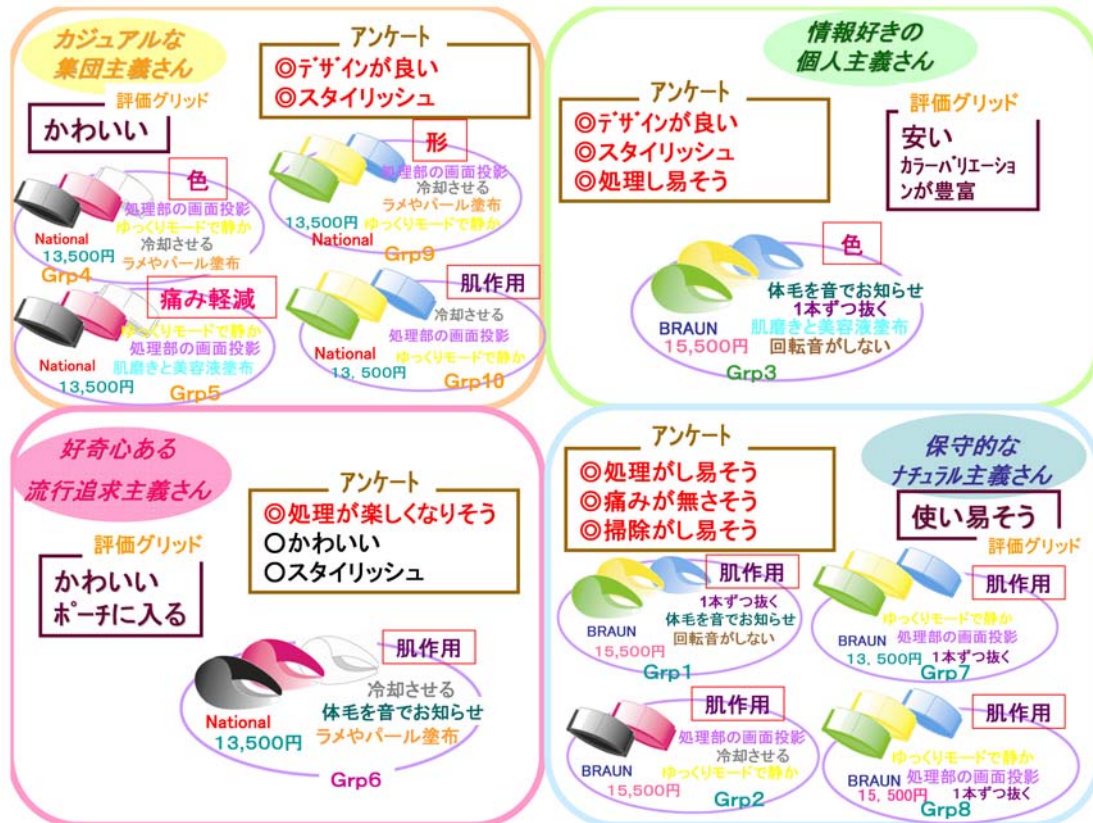 カジュアルな
集団主義さん
アンケート
◎デザインが良い
◎スタイリッシュ
評価グリッド
かわいい
色
処理部の画面投影
ゆっくりモードで静か
冷却させる
ラメやパール塗布
National
13,500円
Grp4
形
処理部の画面投影
冷却させる
ラメやパール塗布
ゆっくりモードで静か
13,500円
National
Grp9
痛み軽減
ゆっくりモードで静か
処理部の画面投影
肌磨きと美容液塗布
National
13,500円
Grp5
肌作用
冷却させる
処理部の画面投影
ゆっくりモードで静か
National
13,500円
Grp10
情報好きの
個人主義さん
アンケート
◎デザインが良い
◎スタイリッシュ
◎処理し易そう
評価グリッド
安い
カラーバリエーショ
ンが豊富
色
体毛を音でお知らせ
1本ずつ抜く
肌磨きと美容液塗布
回転音がしない
BRAUN
15,500円
Grp3
好奇心ある
流行追求主義さん
アンケート
◎処理が楽しくなりそう
○かわいい
○スタイリッシュ
評価グリッド
かわいい
ポーチに入る
肌作用
冷却させる
体毛を音でお知らせ
ラメやパール塗布
National
13,500円
Grp6
保守的な
ナチュラル主義さん
アンケート
◎処理がし易そう
◎痛みが無さそう
◎掃除がし易そう
使い易そう
評価グリッド
肌作用
1本ずつ抜く
体毛を音でお知らせ
回転音がしない
BRAUN
15,500円
Grp1
肌作用
ゆっくりモードで静か
処理部の画面投影
1本ずつ抜く
BRAUN
13,500円
Grp7
肌作用
処理部の画面投影
冷却させる
ゆっくりモードで静か
BRAUN
15,500円
Grp2
肌作用
ゆっくりモードで静か
処理部の画面投影
1本ずつ抜く
BRAUN
15,500円
Grp8